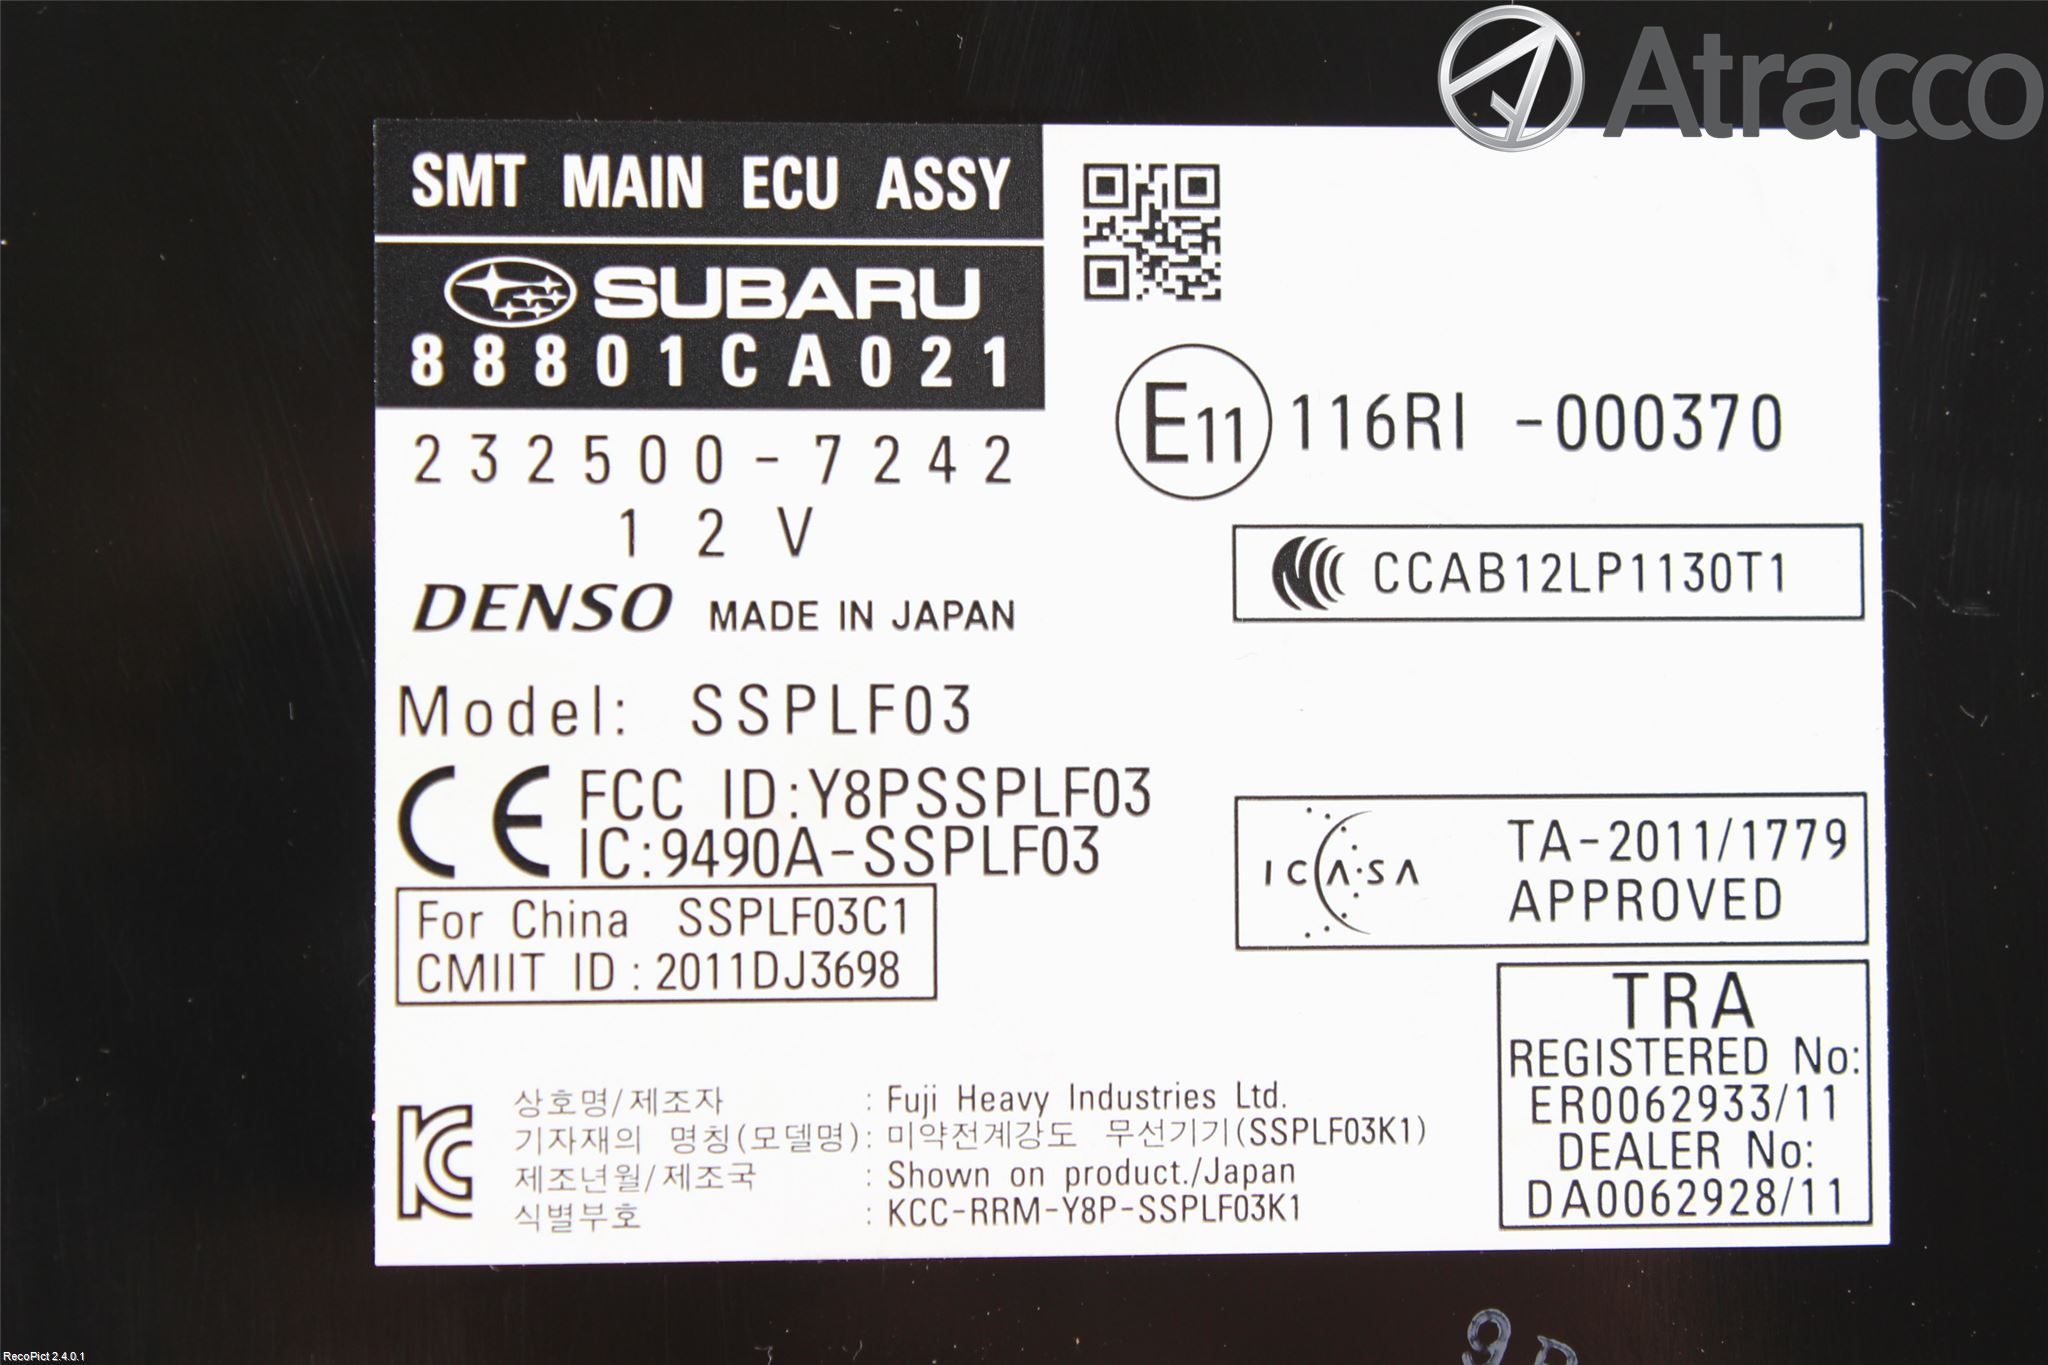 Atracco
SMT MAIN ECU ASSY
SUBARU
88801CA021
232500-7242
12V
DENSO MADE IN JAPAN
Model: SSPLF03
CE FCC ID:Y8PSSPLF03
IC:9490A-SSPLF03
For China SSPLF03C1
CMIIT ID:2011DJ3698
상호명/제조자 : Fuji Heavy Industries Ltd.
기자재의 명칭(모델명): 미약전계강도 무선기기(SSPLF03K1)
제조년월/제조국 : Shown on product./Japan
식별부호 : KCC-RRM-Y8P-SSPLF03K1
E11 116RI -000370
CCAB12LP1130T1
ICASA TA-2011/1779
APPROVED
TRA
REGISTERED No:
ER0062933/11
DEALER No:
DA0062928/11
RecoPict 2.4.0.1